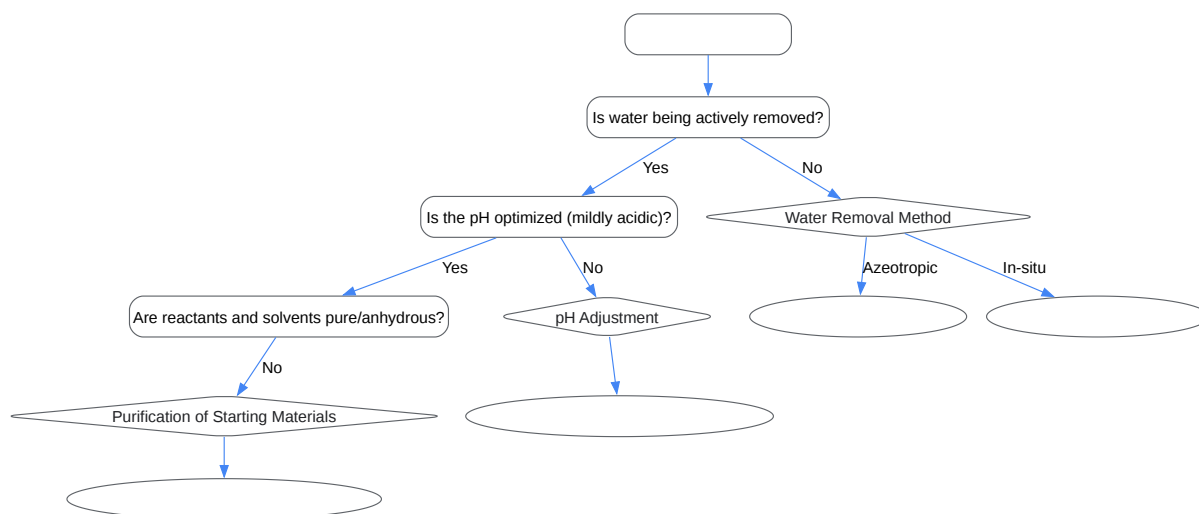 Is water being actively removed?
Yes
No
Is the pH optimized (mildly acidic)?
Water Removal Method
Yes
No
Azeotropic
In-situ
Are reactants and solvents pure/anhydrous?
pH Adjustment
No
Purification of Starting Materials